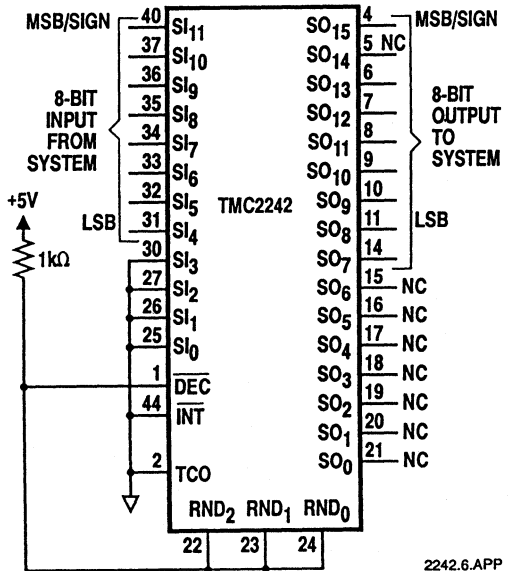 MSB/SIGN 40 SI11 SO15 4 MSB/SIGN
37 SI10 SO14 5 NC
36 SI9 SO13 6
35 SI8 SO12 7
34 SI7 SO11 8
33 SI6 SO10 9
32 SI5 SO9 10
LSB 31 SI4 SO8 11 LSB
30 SI3 SO7 14
27 SI2 SO6 15 NC
26 SI1 SO5 16 NC
25 SI0 SO4 17 NC
1 DEC SO3 18 NC
44 INT SO2 19 NC
SO1 20 NC
2 TCO SO0 21 NC
8-BIT
INPUT
FROM
SYSTEM
TMC2242
8-BIT
OUTPUT
TO
SYSTEM
+5V
1kΩ
RND2 RND1 RND0
22 23 24
2242.6.APP